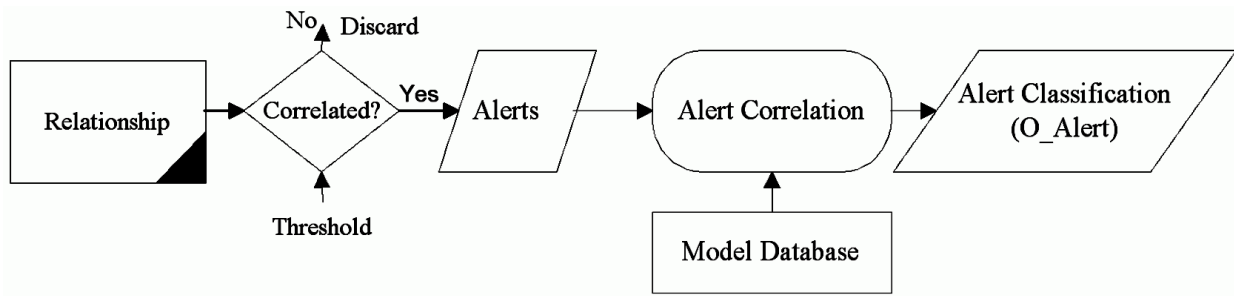 No
Discard
Relationship
Correlated?
Yes
Threshold
Alerts
Alert Correlation
Model Database
Alert Classification
(O_Alert)